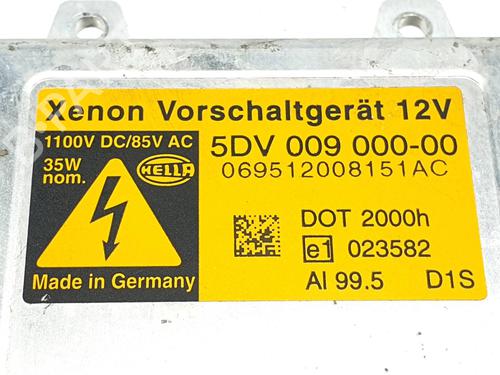 Xenon Vorschaltgerät 12V
1100V DC/85V AC
35W
nom.
HELLA
Made in Germany
5DV 009 000-00
069512008151AC
DOT 2000h
e1 023582
Al 99.5 D1S